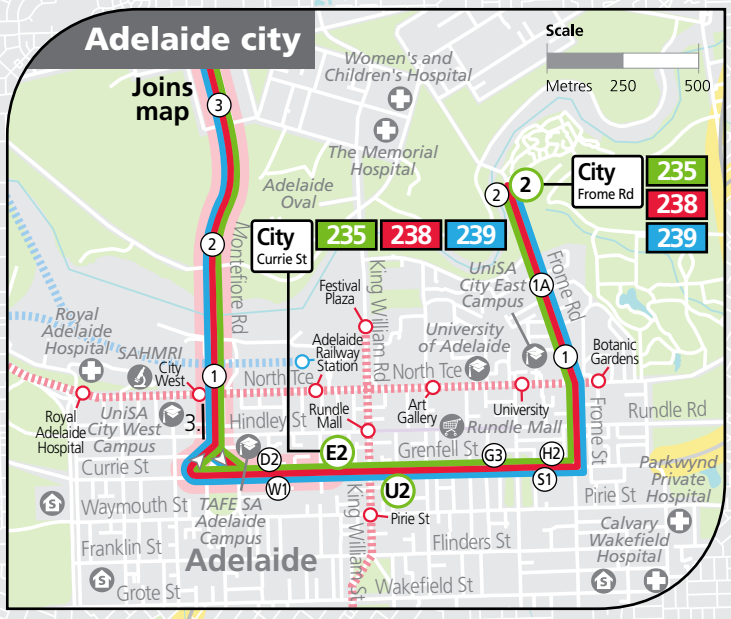 Adelaide city
Joins
map
Scale
Metres 250 500
Women's and
Children's Hospital
The Memorial
Hospital
Adelaide
Oval
3
2
1
Montefiore Rd
City
Currie St
235
238
239
2
2
City
Frome Rd
235
238
239
1A
1
Frome Rd
UniSA
City East
Campus
King William Rd
Festival
Plaza
University
of Adelaide
Botanic
Gardens
Royal
Adelaide
Hospital
SAHMRI
City
West
Adelaide
Railway
Station
North Tce
North Tce
Royal
Adelaide
Hospital
UniSA
City West
Campus
3.
Hindley St
Rundle
Mall
Art
Gallery
University
Rundle Mall
Frome St
Rundle Rd
Currie St
D2
E2
Grenfell St
G3
H2
W1
U2
S1
Parkwynd
Private
Hospital
Waymouth St
TAFE SA
Adelaide
Campus
King William St
Pirie St
Pirie St
Franklin St
Adelaide
Flinders St
Calvary
Wakefield
Hospital
Grote St
Wakefield St
S
S
S